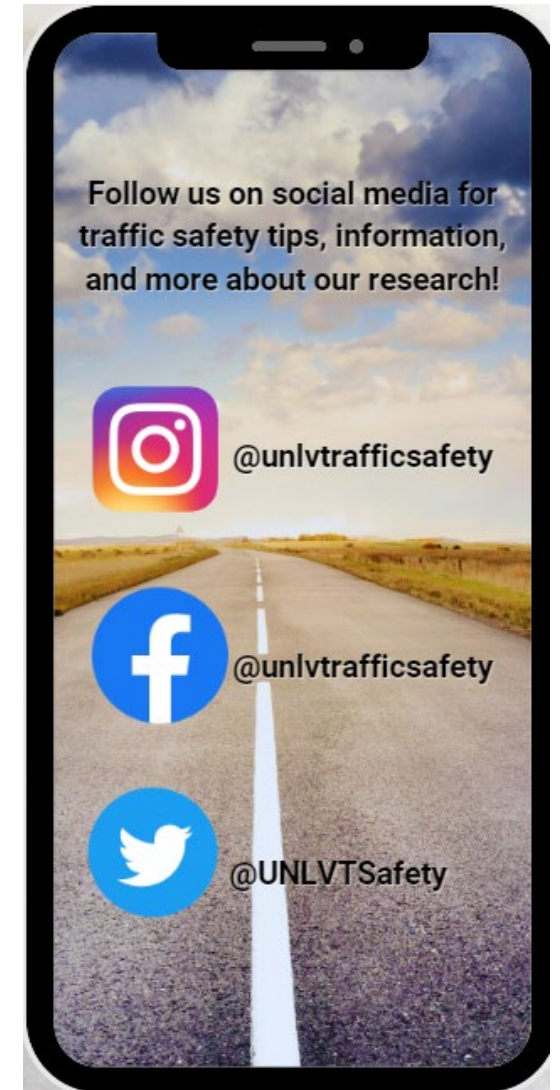 Follow us on social media for
traffic safety tips, information,
and more about our research!
@unlvtrafficsafety
@unlvtrafficsafety
@UNLVTSafety